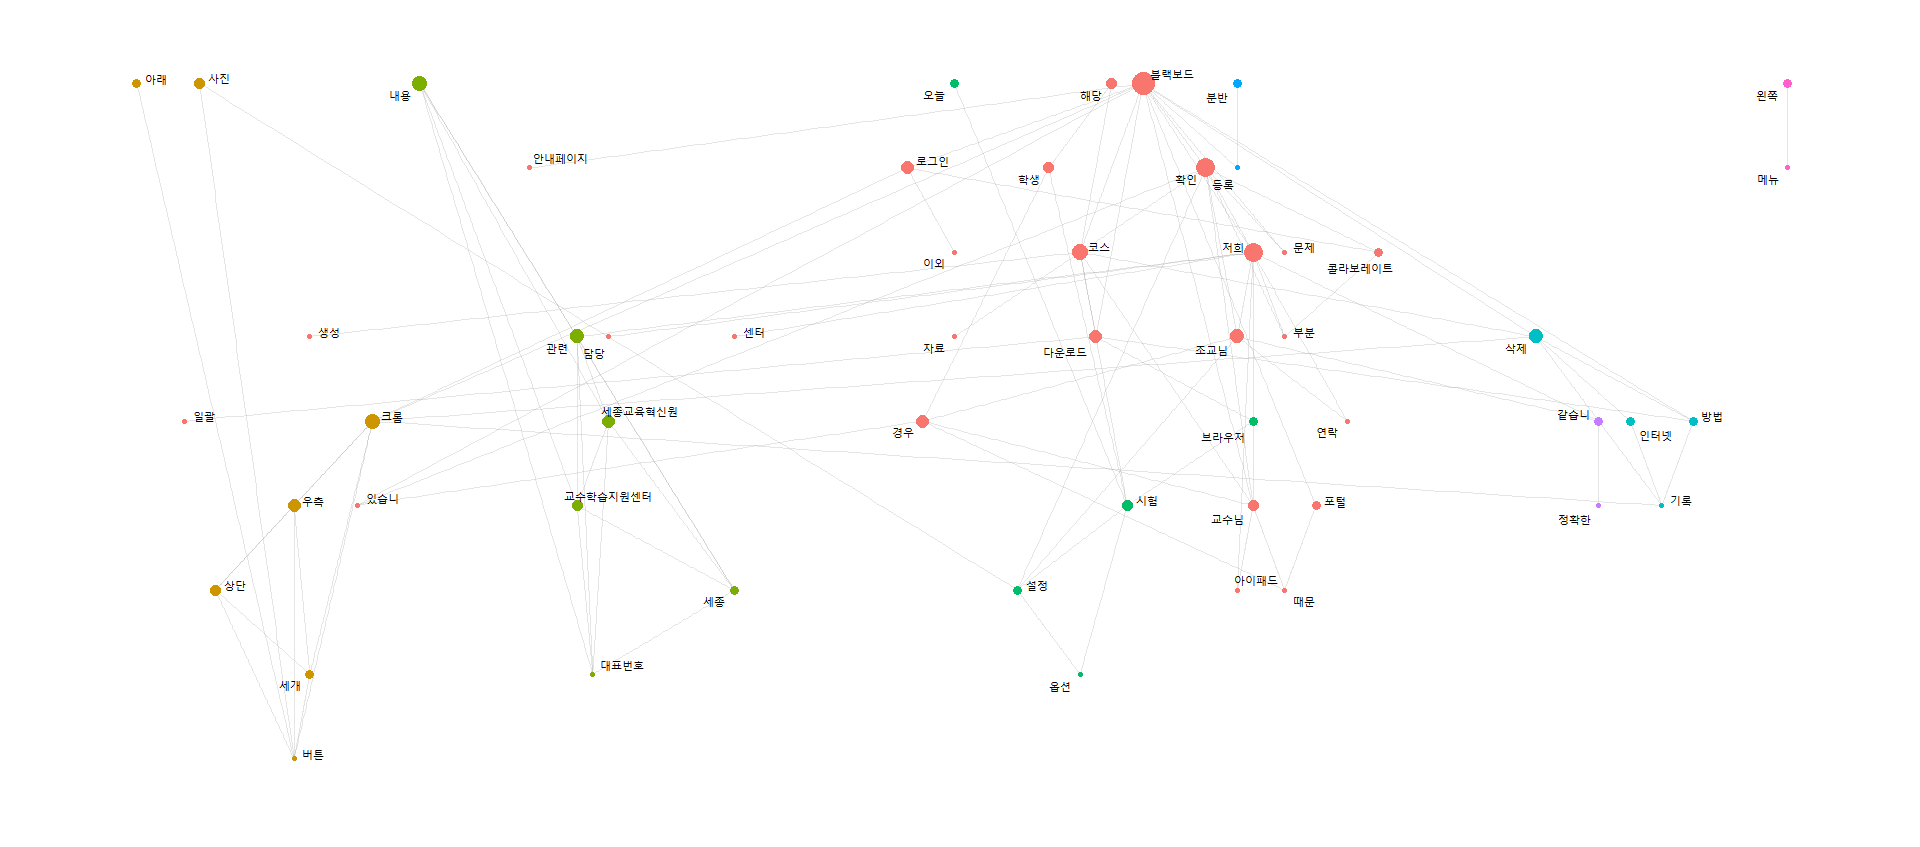 아래
사진
내용
오늘
해당
블랙보드
분반
왼쪽
안내페이지
로그인
학생
확인
등록
메뉴
이외
코스
저희
문제
콜라보레이트
생성
관련
담당
센터
자료
다운로드
조교님
부분
삭제
일괄
크롬
세종교육혁신원
경우
브라우저
연락
같습니
인터넷
방법
우측
있습니
교수학습지원센터
시험
교수님
포털
정확한
기록
상단
세종
설정
아이패드
때문
세개
대표번호
옵션
버튼